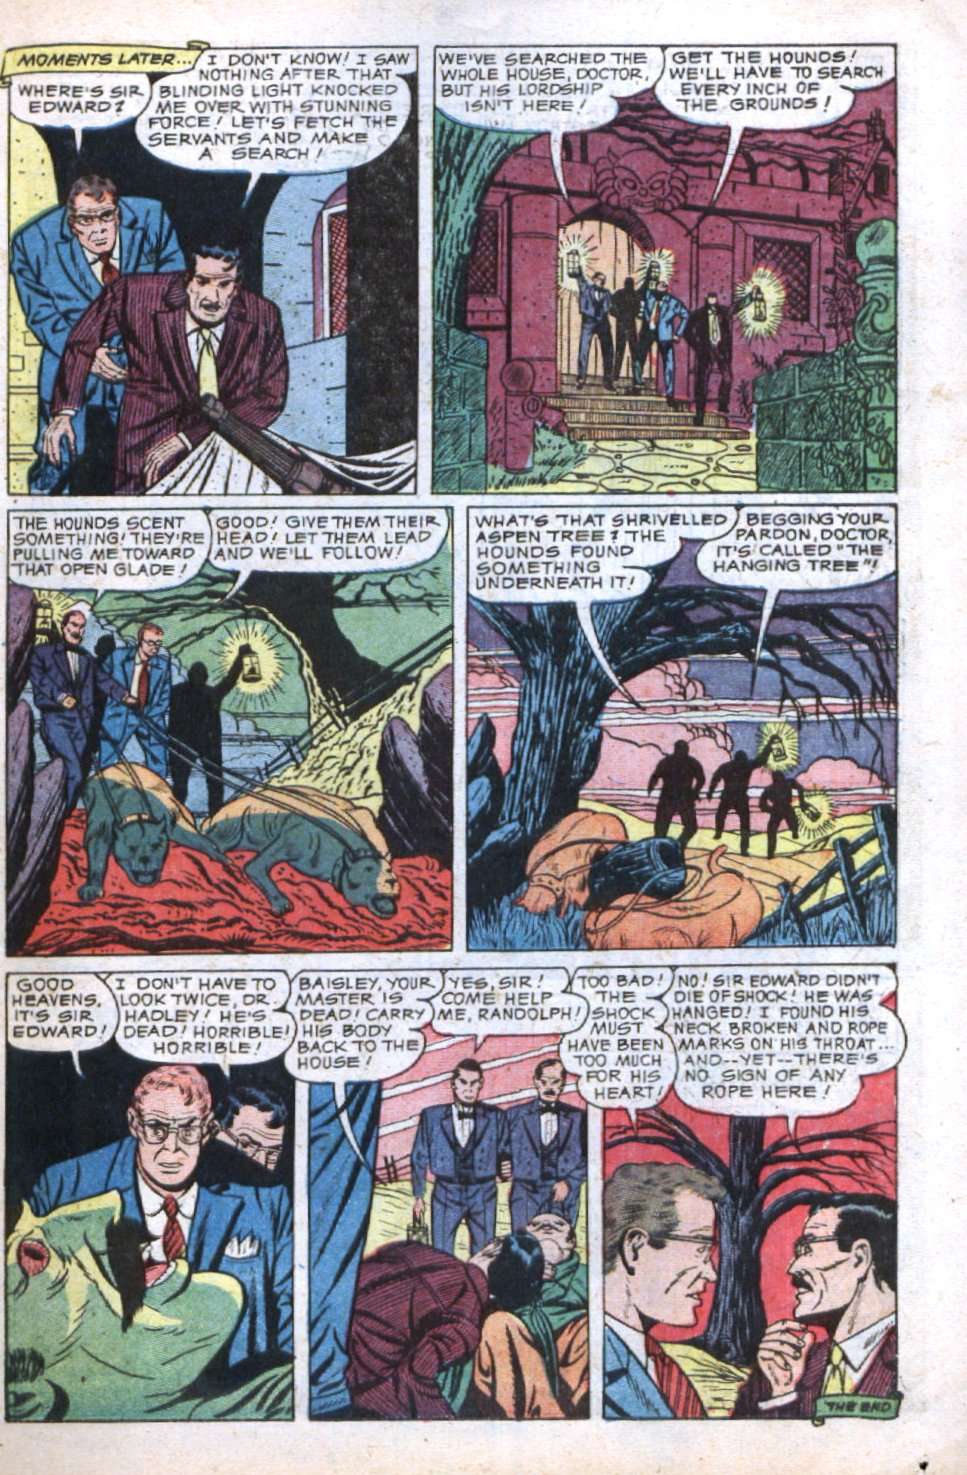 MOMENTS LATER...
WHERE'S SIR
EDWARD?
I DON'T KNOW! I SAW
NOTHING AFTER THAT
BLINDING LIGHT KNOCKED
ME OVER WITH STUNNING
FORCE! LET'S FETCH THE
SERVANTS AND MAKE
A SEARCH!
WE'VE SEARCHED THE
WHOLE HOUSE, DOCTOR,
BUT HIS LORDSHIP
ISN'T HERE!
GET THE HOUNDS!
WE'LL HAVE TO SEARCH
EVERY INCH OF
THE GROUNDS!
THE HOUNDS SCENT
SOMETHING! THEY'RE
PULLING ME TOWARD
THAT OPEN GLADE!
GOOD! GIVE THEM THEIR
HEAD! LET THEM LEAD
AND WE'LL FOLLOW!
WHAT'S THAT SHRIVELLED
ASPEN TREE? THE
HOUNDS FOUND
SOMETHING
UNDERNEATH IT!
BEGGING YOUR
PARDON, DOCTOR,
IT'S CALLED "THE
HANGING TREE"!
GOOD
HEAVENS,
IT'S SIR
EDWARD!
I DON'T HAVE TO
LOOK TWICE, DR.
HADLEY! HE'S
DEAD! HORRIBLE!
HORRIBLE!
BAISLEY, YOUR
MASTER IS
DEAD! CARRY
HIS BODY
BACK TO THE
HOUSE!
YES, SIR!
COME HELP
ME, RANDOLPH!
TOO BAD!
THE
SHOCK
MUST
HAVE BEEN
TOO MUCH
FOR HIS
HEART!
NO! SIR EDWARD DIDN'T
DIE OF SHOCK! HE WAS
HANGED! I FOUND HIS
NECK BROKEN AND ROPE
MARKS ON HIS THROAT...
AND--YET--THERE'S
NO SIGN OF ANY
ROPE HERE!
THE END